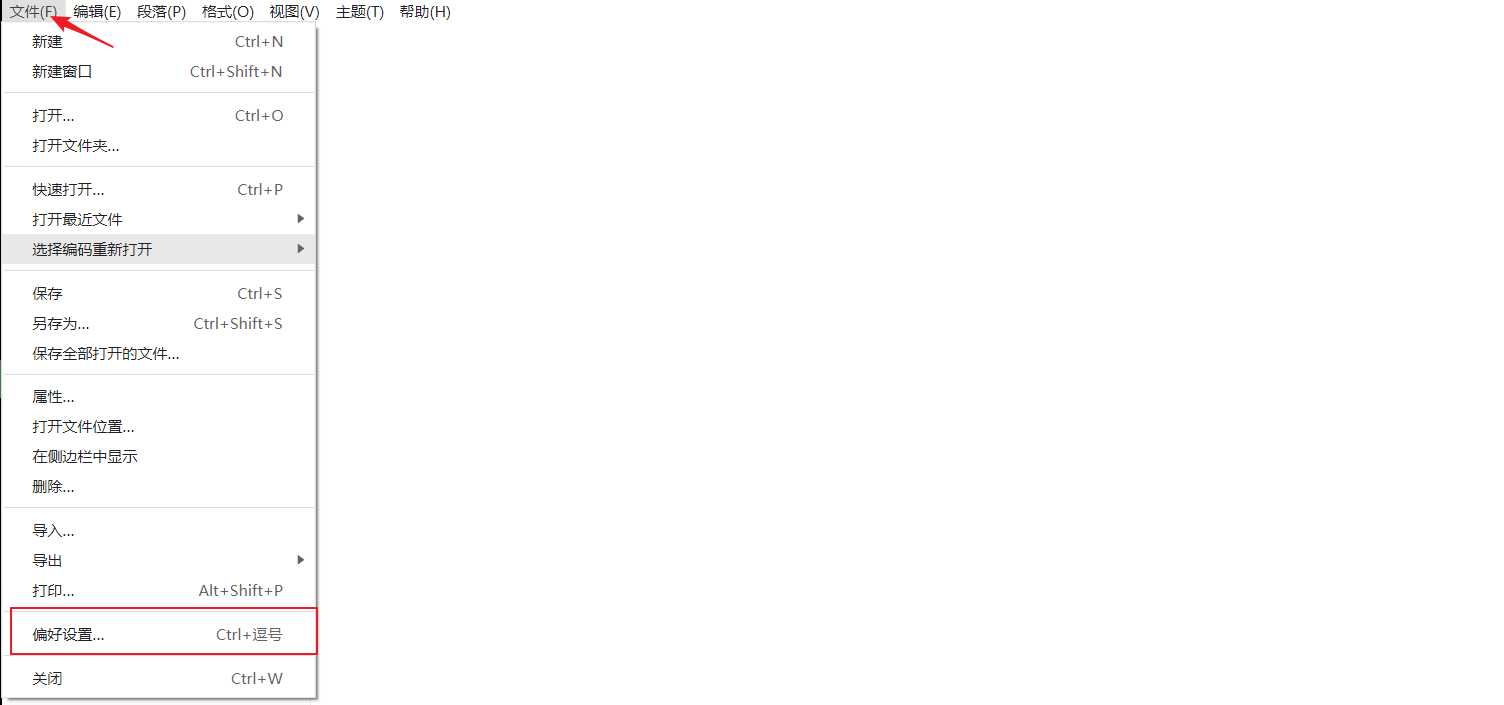 文件(F) 编辑(E) 段落(P) 格式(O) 视图(V) 主题(T) 帮助(H)
新建 Ctrl+N
新建窗口 Ctrl+Shift+N
打开... Ctrl+O
打开文件夹...
快速打开... Ctrl+P
打开最近文件
选择编码重新打开
保存 Ctrl+S
另存为... Ctrl+Shift+S
保存全部打开的文件...
属性...
打开文件位置...
在侧边栏中显示
删除...
导入...
导出
打印... Alt+Shift+P
偏好设置... Ctrl+逗号
关闭 Ctrl+W